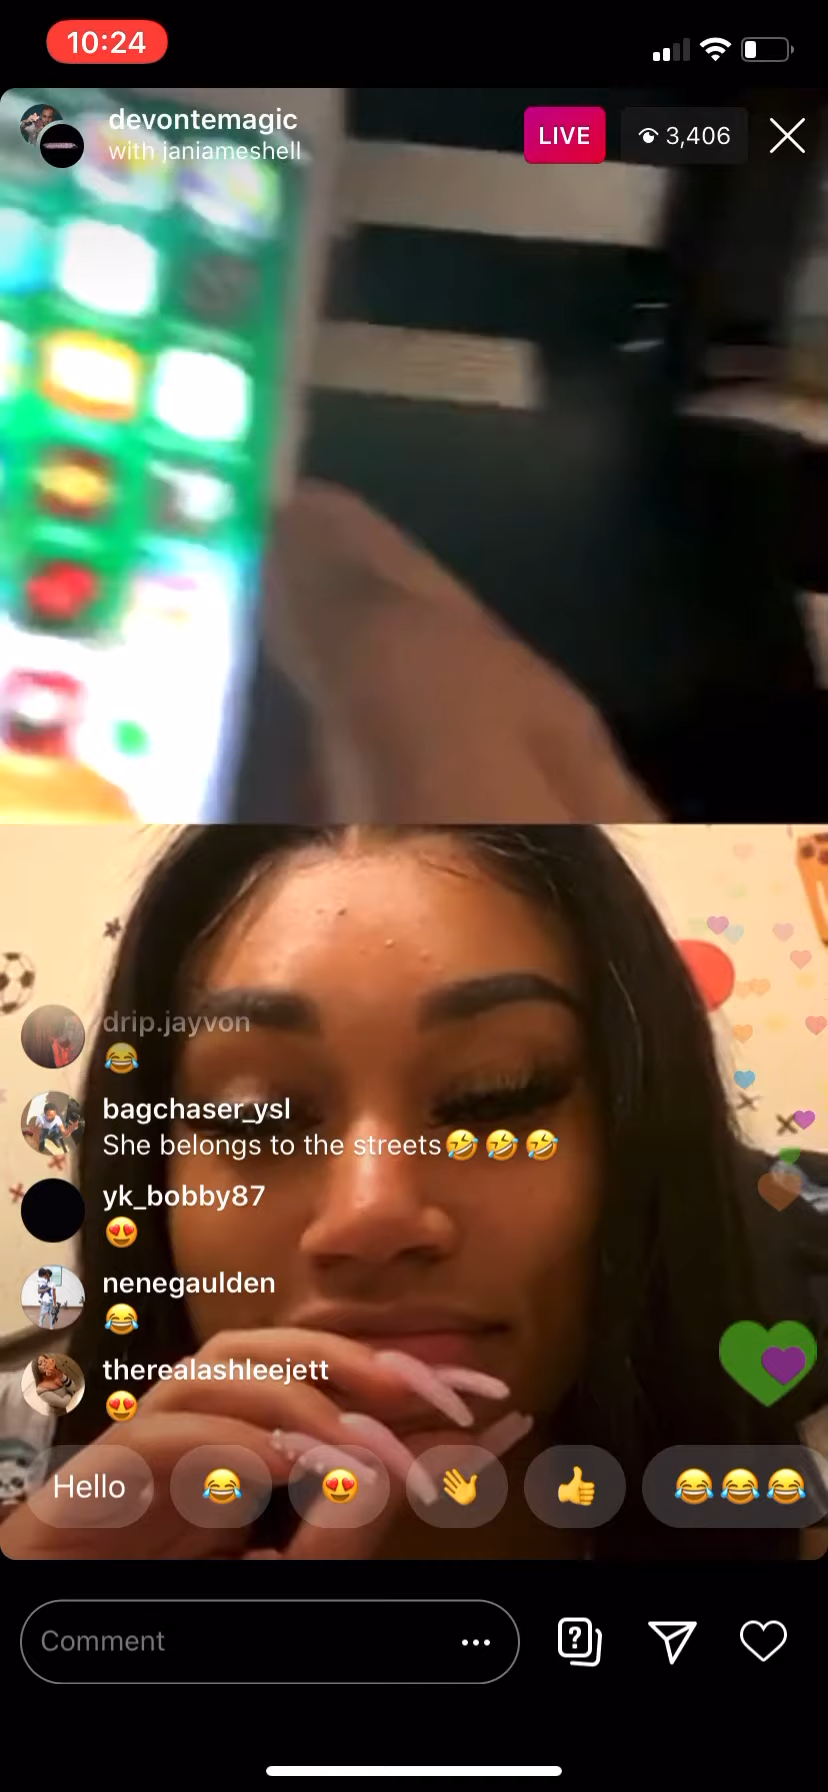 10:24
devontemagic
with janiameshell
LIVE
3,406
drip.jayvon
😂
bagchaser_ysl
She belongs to the streets🤣🤣🤣
yk_bobby87
😍
nenegaulden
😂
therealashleejett
😍
Hello
😂
😍
👋
👍
😂😂😂
Comment